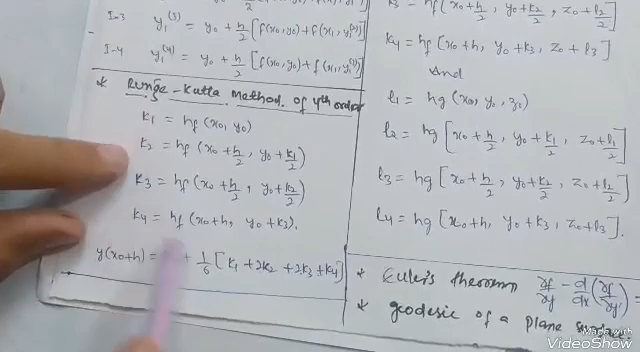 I-3 y₁⁽³⁾ = y₀ + h/2 [f(x₀,y₀)+f(x₁,y₁⁽²⁾)]
I-4 y₁⁽⁴⁾ = y₀ + h/2 [f(x₀,y₀)+f(x₁,y₁⁽³⁾)]
* Runge-Kutta Method of 4th order
k₁ = hf(x₀,y₀)
k₂ = hf(x₀+h/2, y₀+k₁/2)
k₃ = hf(x₀+h/2, y₀+k₂/2)
k₄ = hf(x₀+h, y₀+k₃).
y(x₀+h) = + 1/6 [k₁+2k₂+2k₃+k₄]
k₃ = hf[x₀+h/2, y₀+k₂/2, z₀+l₂/2]
k₄ = hf[x₀+h, y₀+k₃, z₀+l₃]
And
l₁ = hg(x₀,y₀,z₀)
l₂ = hg[x₀+h/2, y₀+k₁/2, z₀+l₁/2]
l₃ = hg[x₀+h/2, y₀+k₂/2, z₀+l₂/2]
l₄ = hg[x₀+h, y₀+k₃, z₀+l₃].
* Euler's theorem ∂f/∂y - d/dx(∂f/∂y') =
* geodesic of a plane
Made with
VideoShow